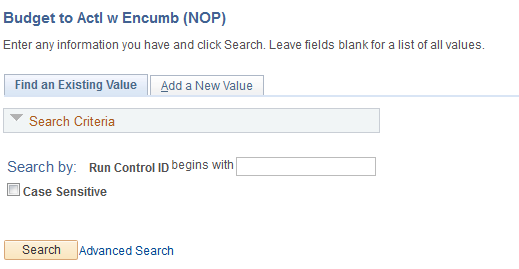 Budget to Actl w Encumb (NOP)
Enter any information you have and click Search. Leave fields blank for a list of all values.
Find an Existing Value Add a New Value
Search Criteria
Search by: Run Control ID begins with
Case Sensitive
Search Advanced Search